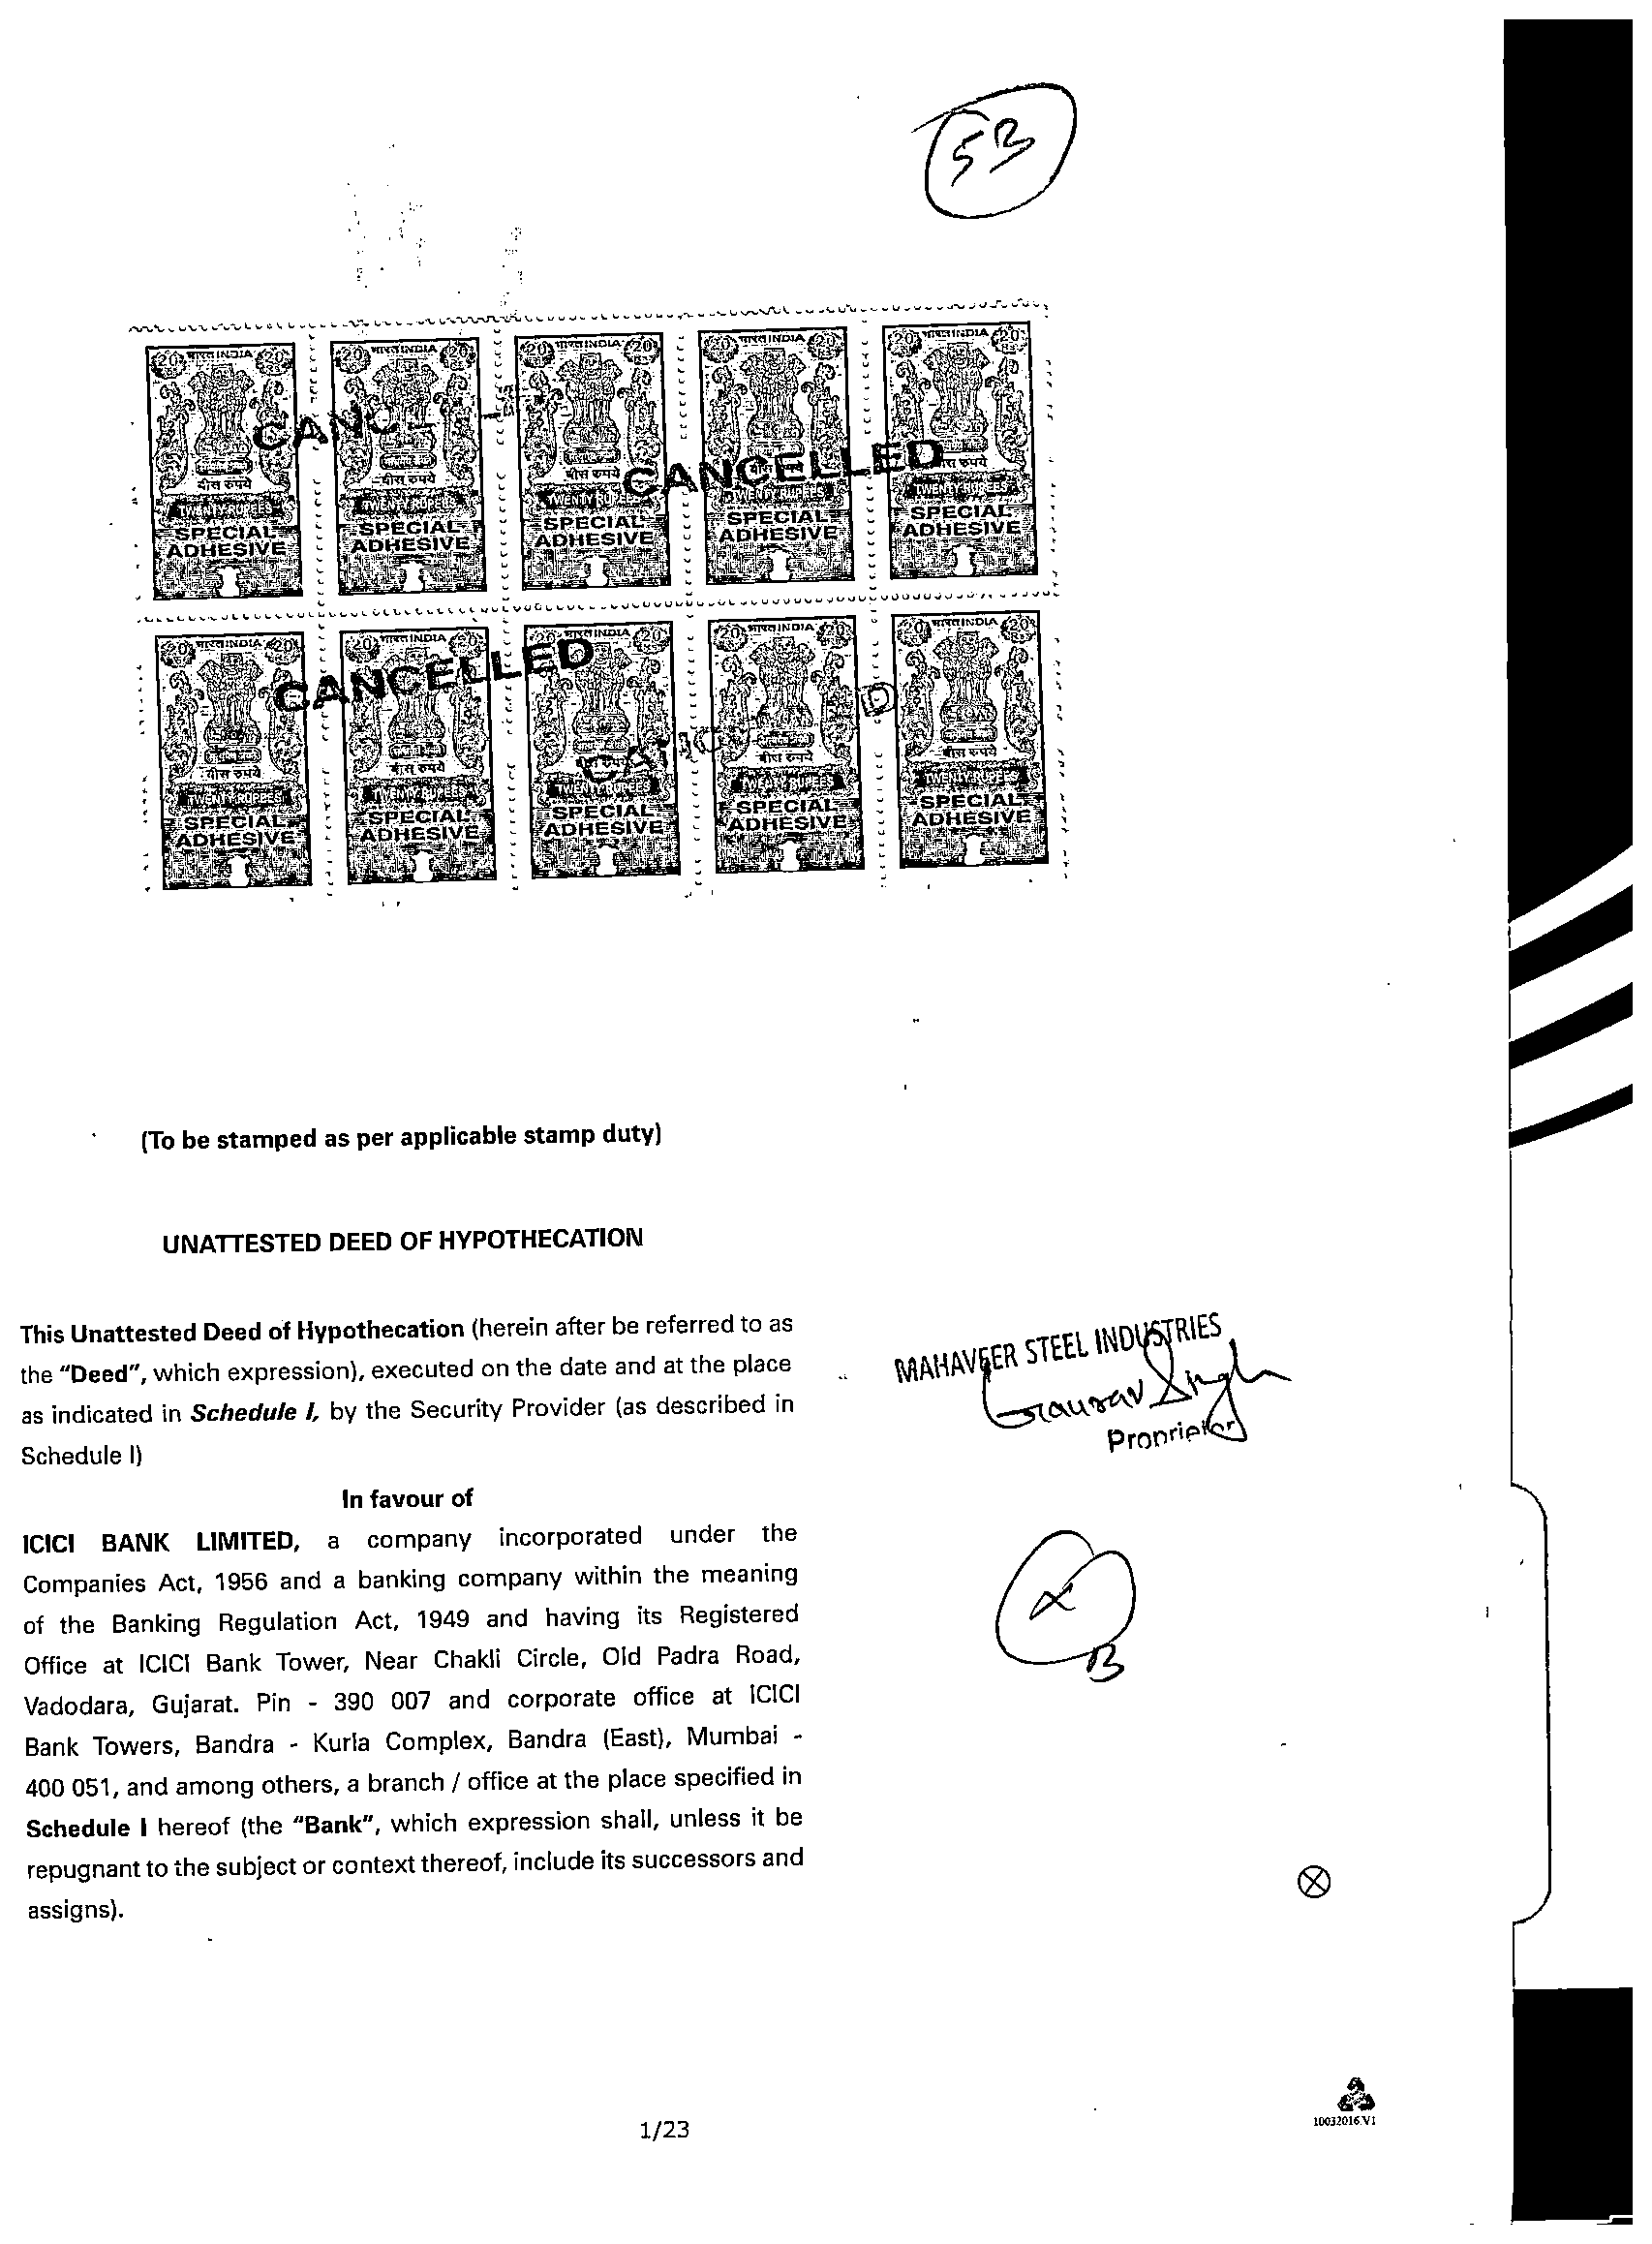 53
20 भारत INDIA 20
20 भारत INDIA 20
20 भारत INDIA 20
20 भारत INDIA 20
20 भारत INDIA 20
बीस रुपये
बीस रुपये
बीस रुपये
बीस रुपये
बीस रुपये
CANCELLED
TWENTY RUPEES
TWENTY RUPEES
TWENTY RUPEES
TWENTY RUPEES
TWENTY RUPEES
SPECIAL ADHESIVE
SPECIAL ADHESIVE
SPECIAL ADHESIVE
SPECIAL ADHESIVE
SPECIAL ADHESIVE
20 भारत INDIA 20
20 भारत INDIA 20
20 भारत INDIA 20
20 भारत INDIA 20
20 भारत INDIA 20
CANCELLED
बीस रुपये
बीस रुपये
बीस रुपये
बीस रुपये
बीस रुपये
TWENTY RUPEES
TWENTY RUPEES
TWENTY RUPEES
TWENTY RUPEES
TWENTY RUPEES
SPECIAL ADHESIVE
SPECIAL ADHESIVE
SPECIAL ADHESIVE
SPECIAL ADHESIVE
SPECIAL ADHESIVE
(To be stamped as per applicable stamp duty)
UNATTESTED DEED OF HYPOTHECATION
This Unattested Deed of Hypothecation (herein after be referred to as
the “Deed”, which expression), executed on the date and at the place
as indicated in Schedule I, by the Security Provider (as described in
Schedule I)
In favour of
ICICI BANK LIMITED, a company incorporated under the
Companies Act, 1956 and a banking company within the meaning
of the Banking Regulation Act, 1949 and having its Registered
Office at ICICI Bank Tower, Near Chakli Circle, Old Padra Road,
Vadodara, Gujarat. Pin - 390 007 and corporate office at ICICI
Bank Towers, Bandra - Kurla Complex, Bandra (East), Mumbai -
400 051, and among others, a branch / office at the place specified in
Schedule I hereof (the “Bank”, which expression shall, unless it be
repugnant to the subject or context thereof, include its successors and
assigns).
MAHAVEER STEEL INDUSTRIES
Gaurav Singh
Proprietor
1/23
10032016.V1